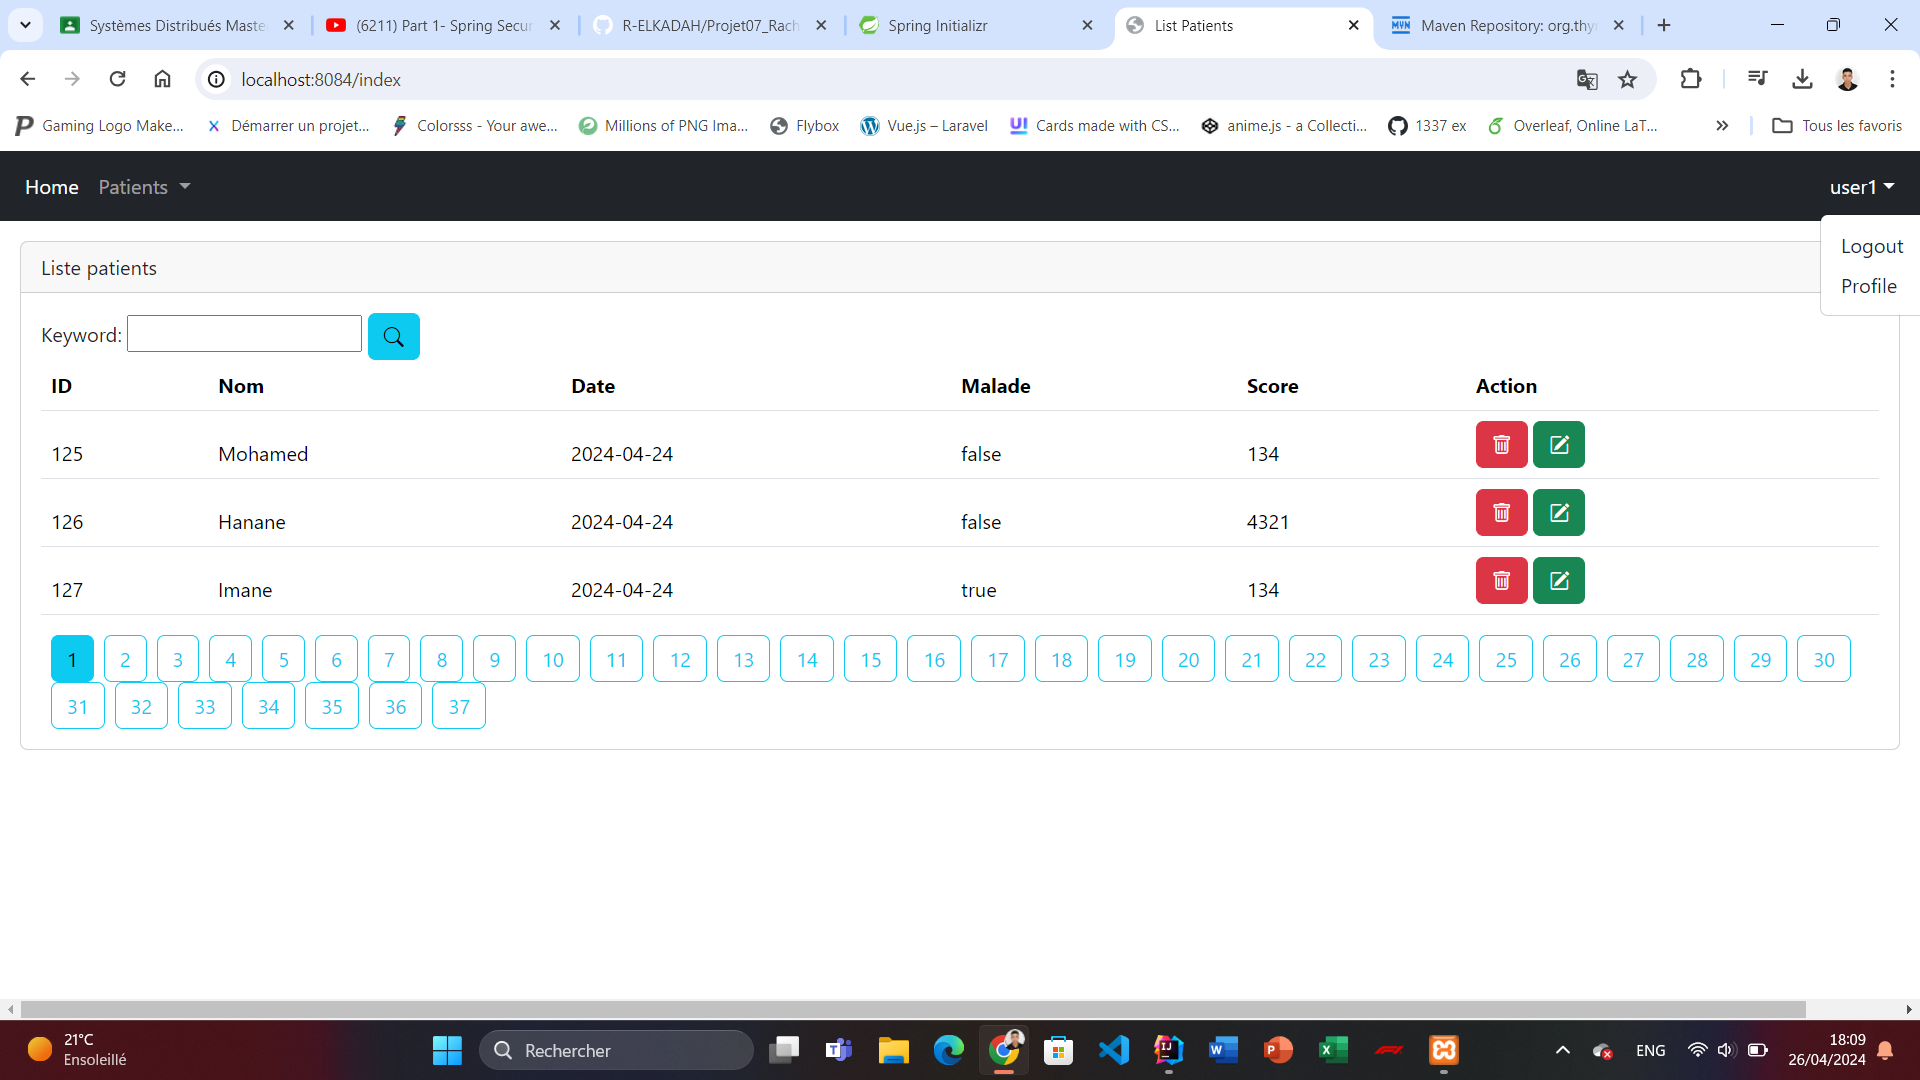 Systèmes Distribués Maste
(6211) Part 1- Spring Secur
R-ELKADAH/Projet07_Rach
Spring Initializr
List Patients
Maven Repository: org.thy
localhost:8084/index
Gaming Logo Make...
Démarrer un projet...
Colorsss - Your awe...
Millions of PNG Ima...
Flybox
Vue.js – Laravel
Cards made with CS...
anime.js - a Collecti...
1337 ex
Overleaf, Online LaT...
Tous les favoris
Home Patients user1
Logout
Profile
Liste patients
Keyword:
ID Nom Date Malade Score Action
125 Mohamed 2024-04-24 false 134
126 Hanane 2024-04-24 false 4321
127 Imane 2024-04-24 true 134
1 2 3 4 5 6 7 8 9 10 11 12 13 14 15 16 17 18 19 20 21 22 23 24 25 26 27 28 29 30
31 32 33 34 35 36 37
21°C
Ensoleillé
Rechercher
ENG
18:09
26/04/2024